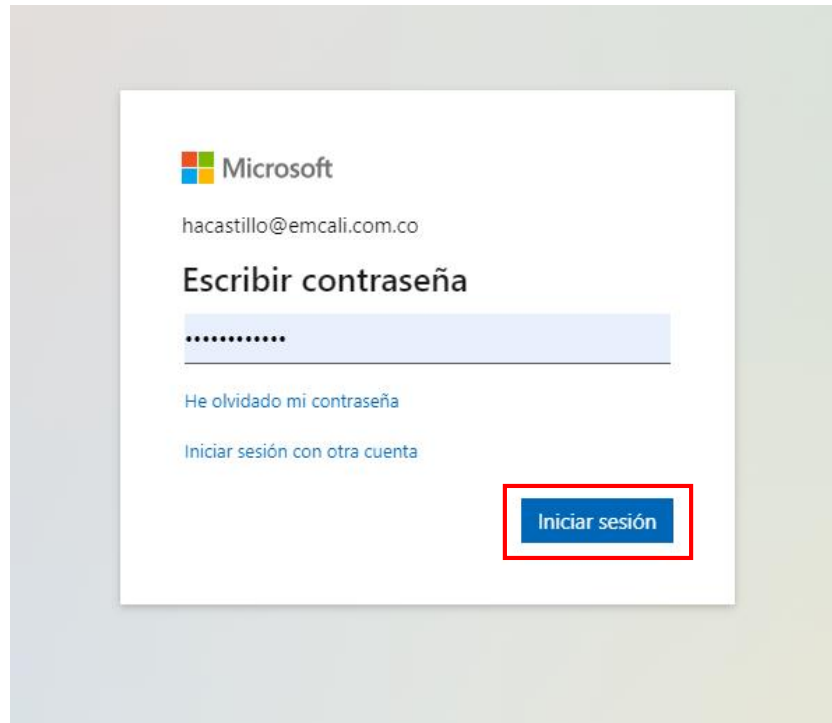 Microsoft
hacastillo@emcali.com.co
Escribir contraseña
••••••••••••
He olvidado mi contraseña
Iniciar sesión con otra cuenta
Iniciar sesión